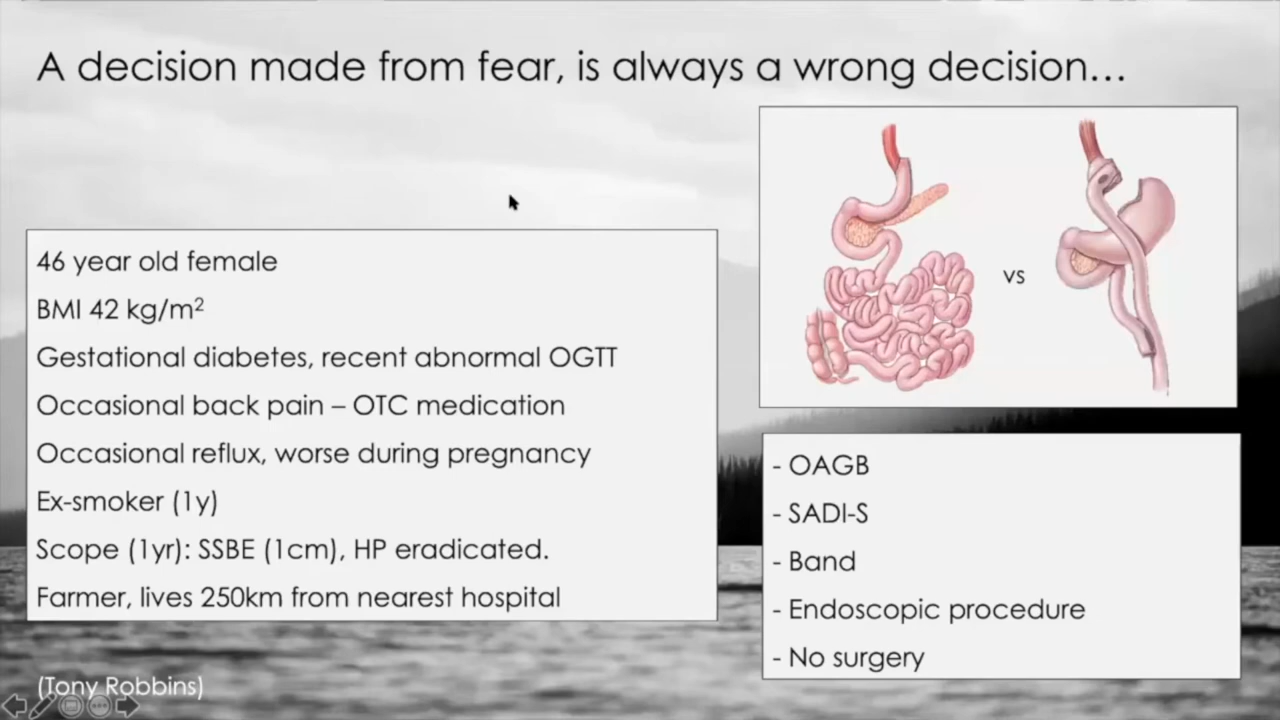 A decision made from fear, is always a wrong decision…
46 year old female
BMI 42 kg/m²
Gestational diabetes, recent abnormal OGTT
Occasional back pain – OTC medication
Occasional reflux, worse during pregnancy
Ex-smoker (1y)
Scope (1yr): SSBE (1cm), HP eradicated.
Farmer, lives 250km from nearest hospital
(Tony Robbins)
vs
- OAGB
- SADI-S
- Band
- Endoscopic procedure
- No surgery